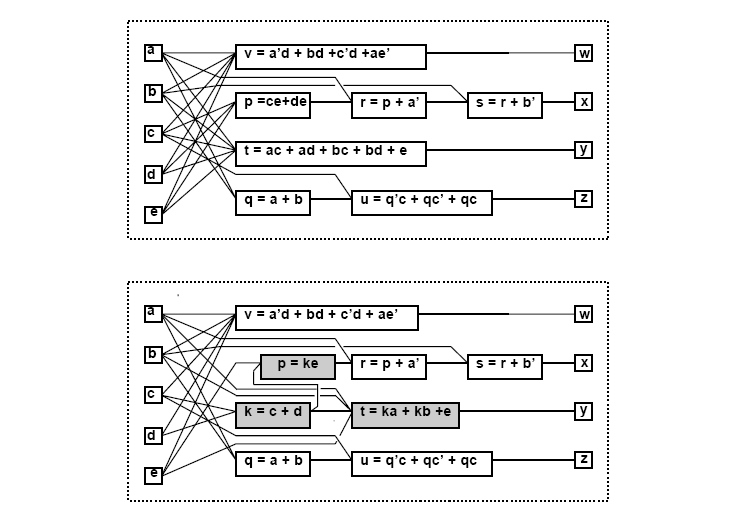 a v = a’d + bd +c’d +ae’ w
b p =ce+de r = p + a’ s = r + b’ x
c t = ac + ad + bc + bd + e y
d
q = a + b u = q’c + qc’ + qc z
e
a v = a’d + bd + c’d + ae’ w
b p = ke r = p + a’ s = r + b’ x
c k = c + d t = ka + kb +e y
d
q = a + b u = q’c + qc’ + qc z
e